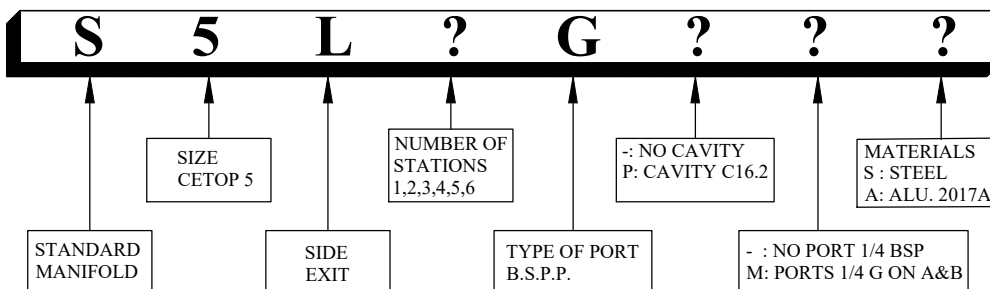 S 5 L ? G ? ? ?
SIZE
CETOP 5
NUMBER OF
STATIONS
1,2,3,4,5,6
-: NO CAVITY
P: CAVITY C16.2
MATERIALS
S : STEEL
A: ALU. 2017A
STANDARD
MANIFOLD
SIDE
EXIT
TYPE OF PORT
B.S.P.P.
- : NO PORT 1/4 BSP
M: PORTS 1/4 G ON A&B